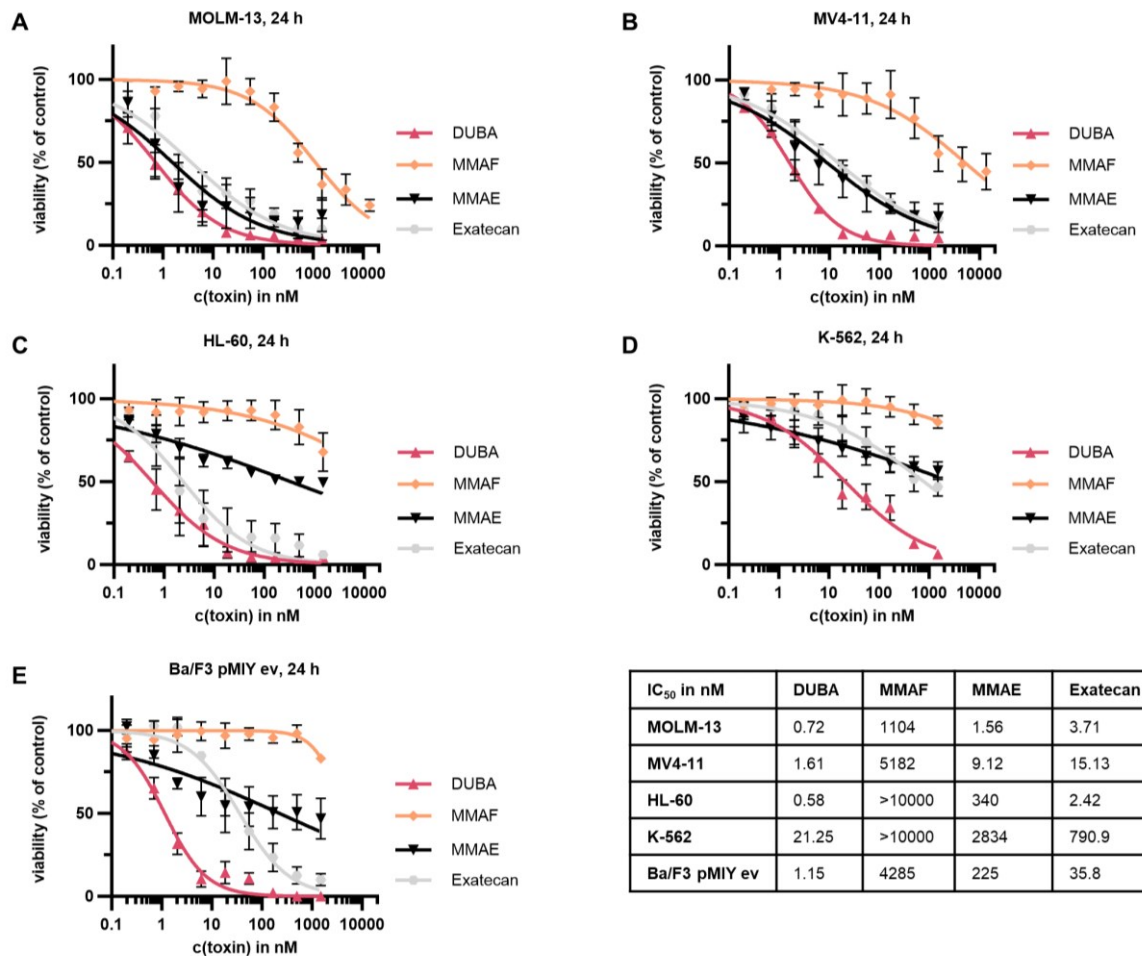 A
MOLM-13, 24 h
viability (% of control)
100
50
0
0.1 1 10 100 1000 10000
c(toxin) in nM
DUBA
MMAF
MMAE
Exatecan
B
MV4-11, 24 h
viability (% of control)
100
50
0
0.1 1 10 100 1000 10000
c(toxin) in nM
DUBA
MMAF
MMAE
Exatecan
C
HL-60, 24 h
viability (% of control)
100
50
0
0.1 1 10 100 1000 10000
c(toxin) in nM
DUBA
MMAF
MMAE
Exatecan
D
K-562, 24 h
viability (% of control)
100
50
0
0.1 1 10 100 1000 10000
c(toxin) in nM
DUBA
MMAF
MMAE
Exatecan
E
Ba/F3 pMIY ev, 24 h
viability (% of control)
100
50
0
0.1 1 10 100 1000 10000
c(toxin) in nM
DUBA
MMAF
MMAE
Exatecan
IC50 in nM DUBA MMAF MMAE Exatecan
MOLM-13 0.72 1104 1.56 3.71
MV4-11 1.61 5182 9.12 15.13
HL-60 0.58 >10000 340 2.42
K-562 21.25 >10000 2834 790.9
Ba/F3 pMIY ev 1.15 4285 225 35.8